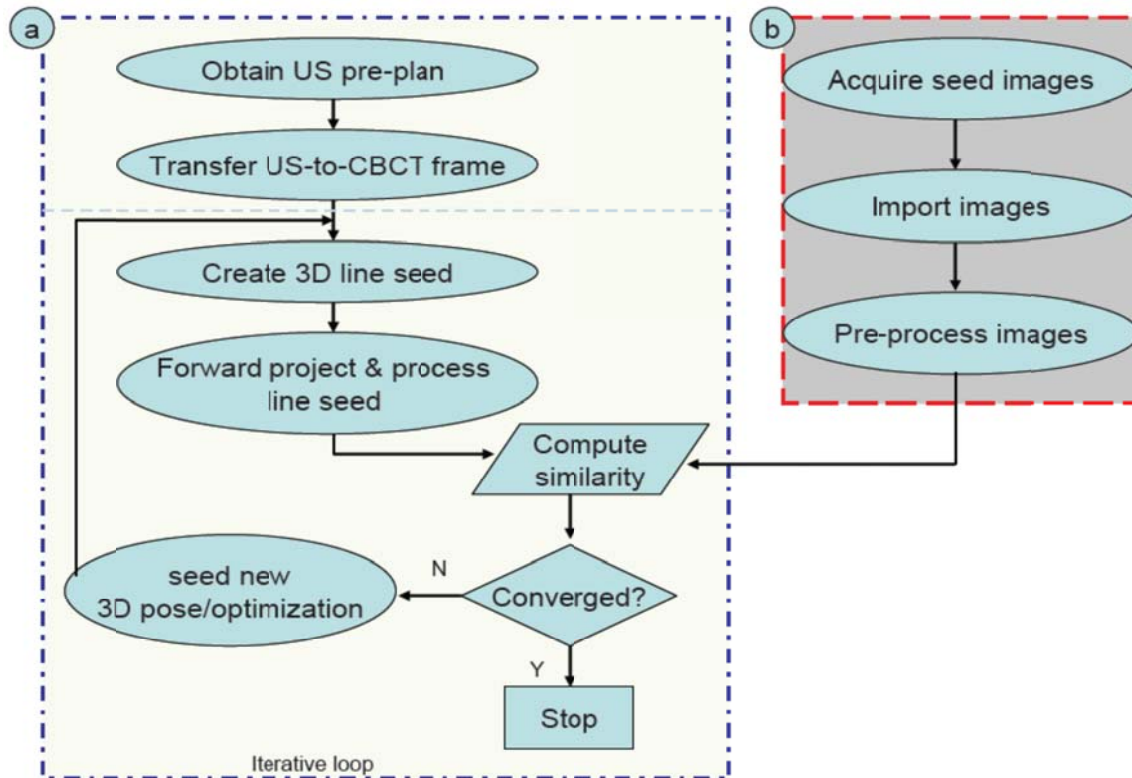 a
Obtain US pre-plan
Transfer US-to-CBCT frame
Create 3D line seed
Forward project & process
line seed
Compute
similarity
Converged?
N
seed new
3D pose/optimization
Y
Stop
Iterative loop
b
Acquire seed images
Import images
Pre-process images